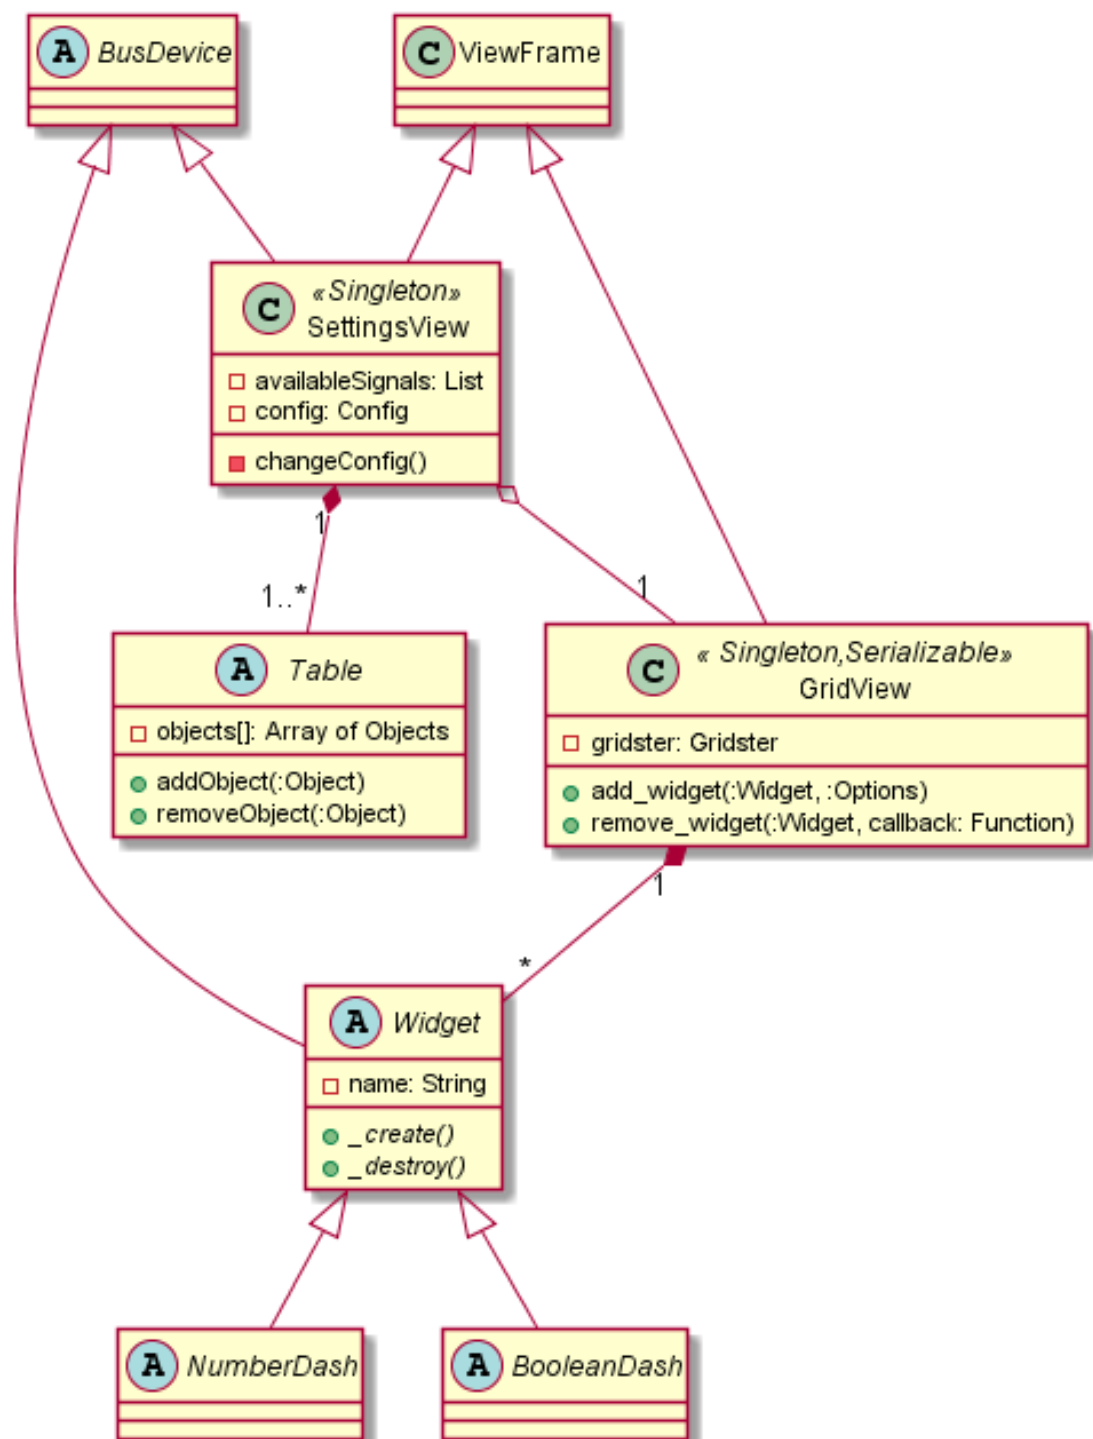 A BusDevice
C ViewFrame
«Singleton»
C SettingsView
availableSignals: List
config: Config
changeConfig()
1
1..*
1
A Table
objects[]: Array of Objects
addObject(:Object)
removeObject(:Object)
« Singleton,Serializable»
C GridView
gridster: Gridster
add_widget(:Widget, :Options)
remove_widget(:Widget, callback: Function)
1
*
A Widget
name: String
_create()
_destroy()
A NumberDash
A BooleanDash